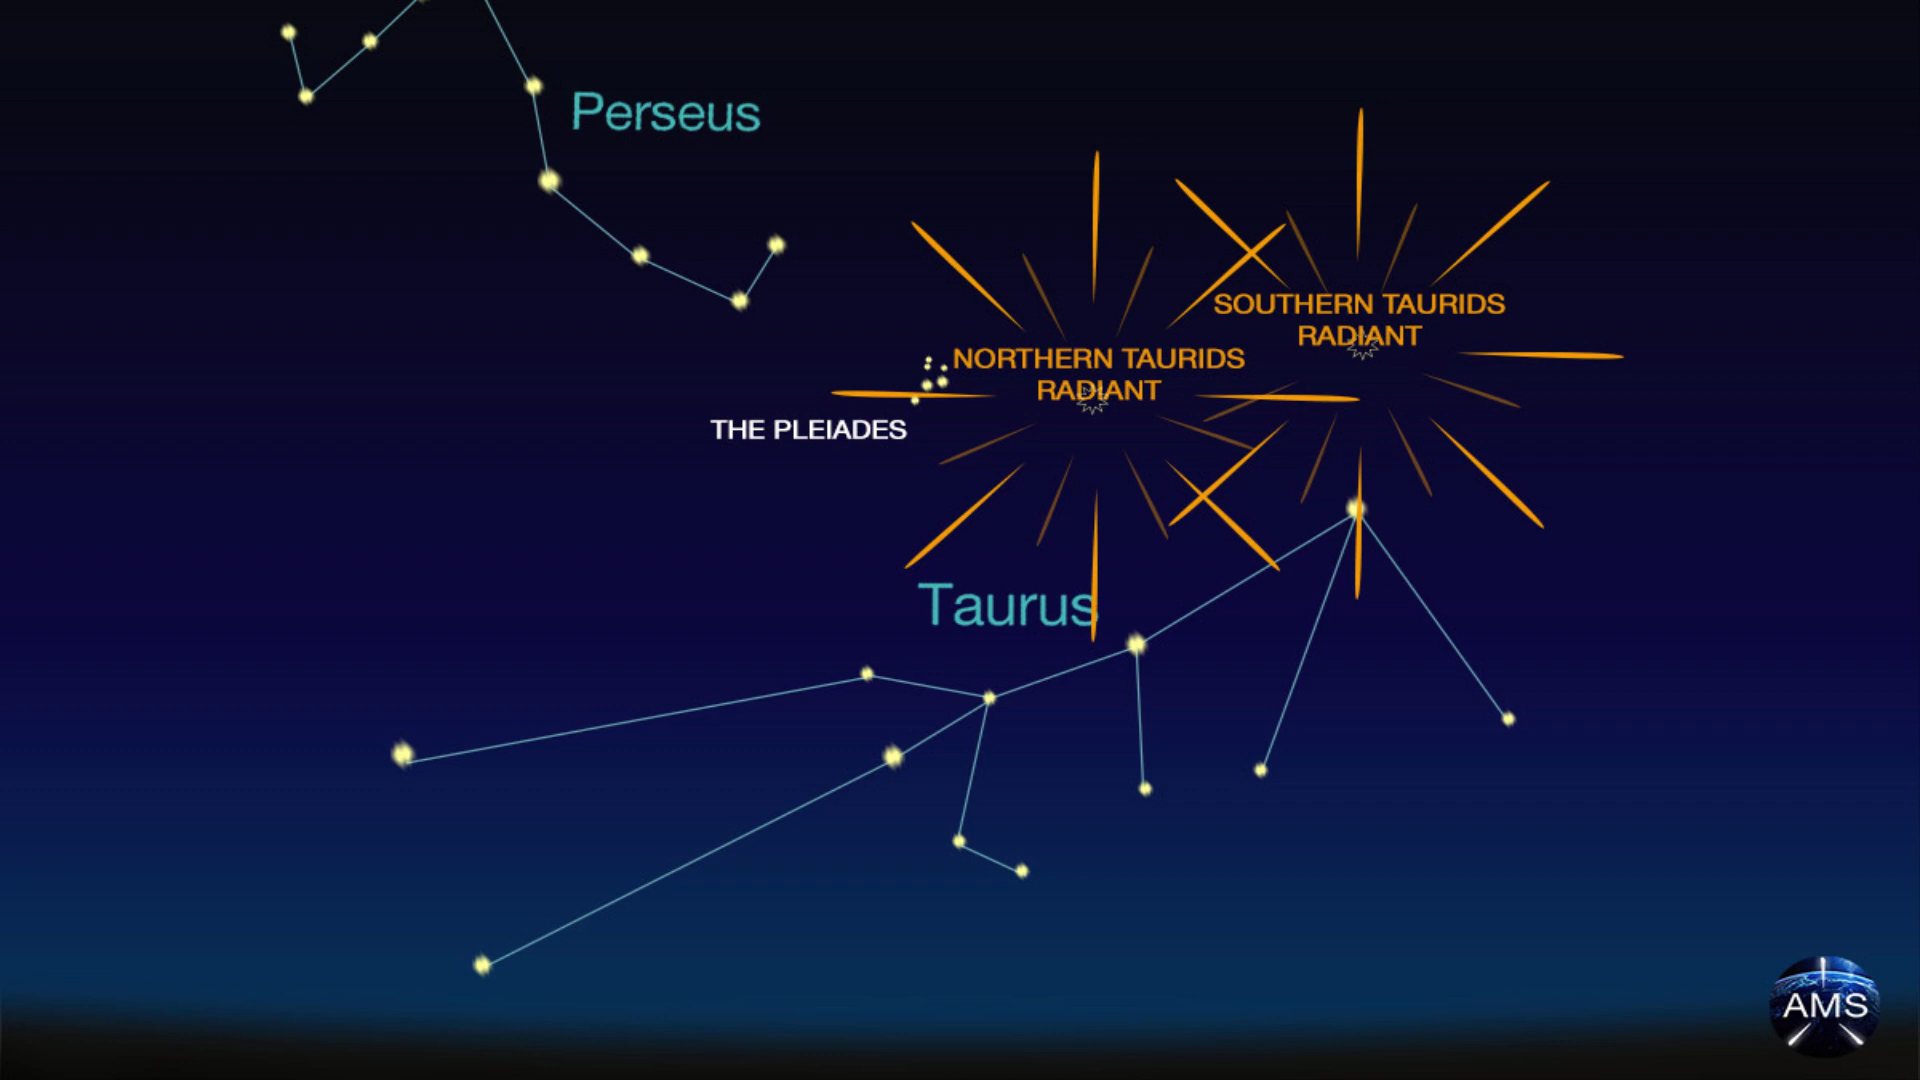 Perseus
SOUTHERN TAURIDS
RADIANT
NORTHERN TAURIDS
RADIANT
THE PLEIADES
Taurus
AMS